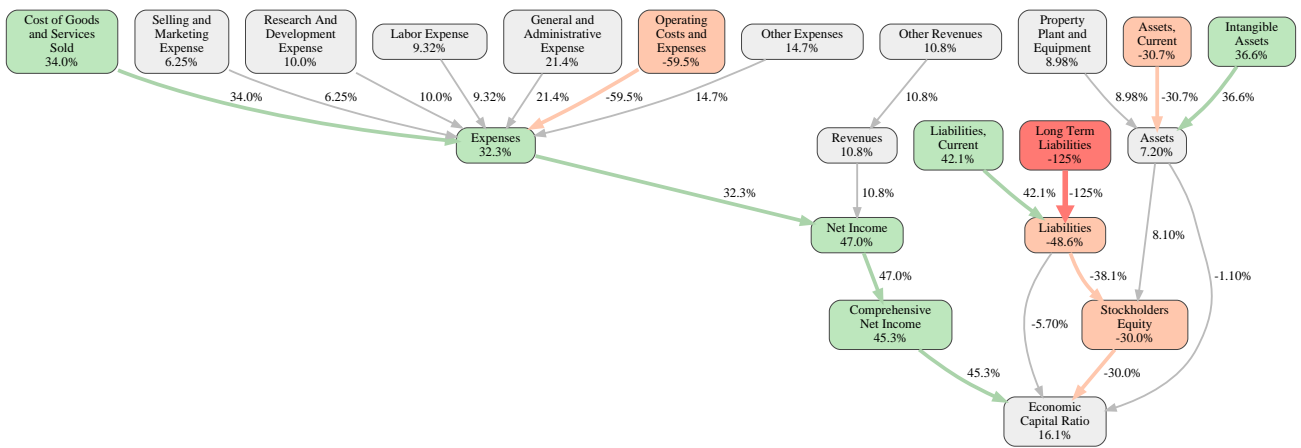 Cost of Goods
and Services
Sold
34.0%
Selling and
Marketing
Expense
6.25%
Research And
Development
Expense
10.0%
Labor Expense
9.32%
General and
Administrative
Expense
21.4%
Operating
Costs and
Expenses
-59.5%
Other Expenses
14.7%
Other Revenues
10.8%
Property
Plant and
Equipment
8.98%
Assets,
Current
-30.7%
Intangible
Assets
36.6%
34.0%
6.25%
10.0%
9.32%
21.4%
-59.5%
14.7%
10.8%
8.98%
-30.7%
36.6%
Expenses
32.3%
Revenues
10.8%
Liabilities,
Current
42.1%
Long Term
Liabilities
-125%
Assets
7.20%
32.3%
10.8%
42.1%
-125%
Net Income
47.0%
Liabilities
-48.6%
8.10%
47.0%
-38.1%
-1.10%
Comprehensive
Net Income
45.3%
-5.70%
Stockholders
Equity
-30.0%
45.3%
-30.0%
Economic
Capital Ratio
16.1%